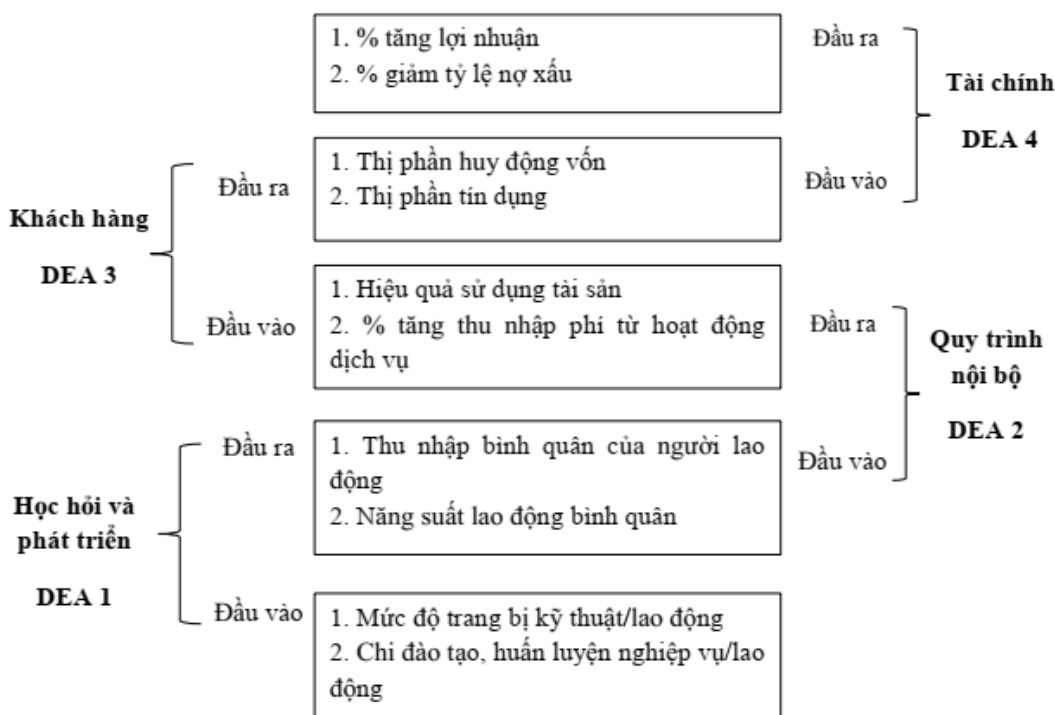 1. % tăng lợi nhuận
2. % giảm tỷ lệ nợ xấu
Đầu ra
Tài chính
DEA 4
Đầu vào
1. Thị phần huy động vốn
2. Thị phần tín dụng
Đầu ra
Khách hàng
DEA 3
Đầu vào
1. Hiệu quả sử dụng tài sản
2. % tăng thu nhập phí từ hoạt động
dịch vụ
Đầu ra
Quy trình
nội bộ
DEA 2
Đầu vào
Đầu ra
1. Thu nhập bình quân của người lao
động
2. Năng suất lao động bình quân
Học hỏi và
phát triển
DEA 1
Đầu vào
1. Mức độ trang bị kỹ thuật/lao động
2. Chi đào tạo, huấn luyện nghiệp vụ/lao
động